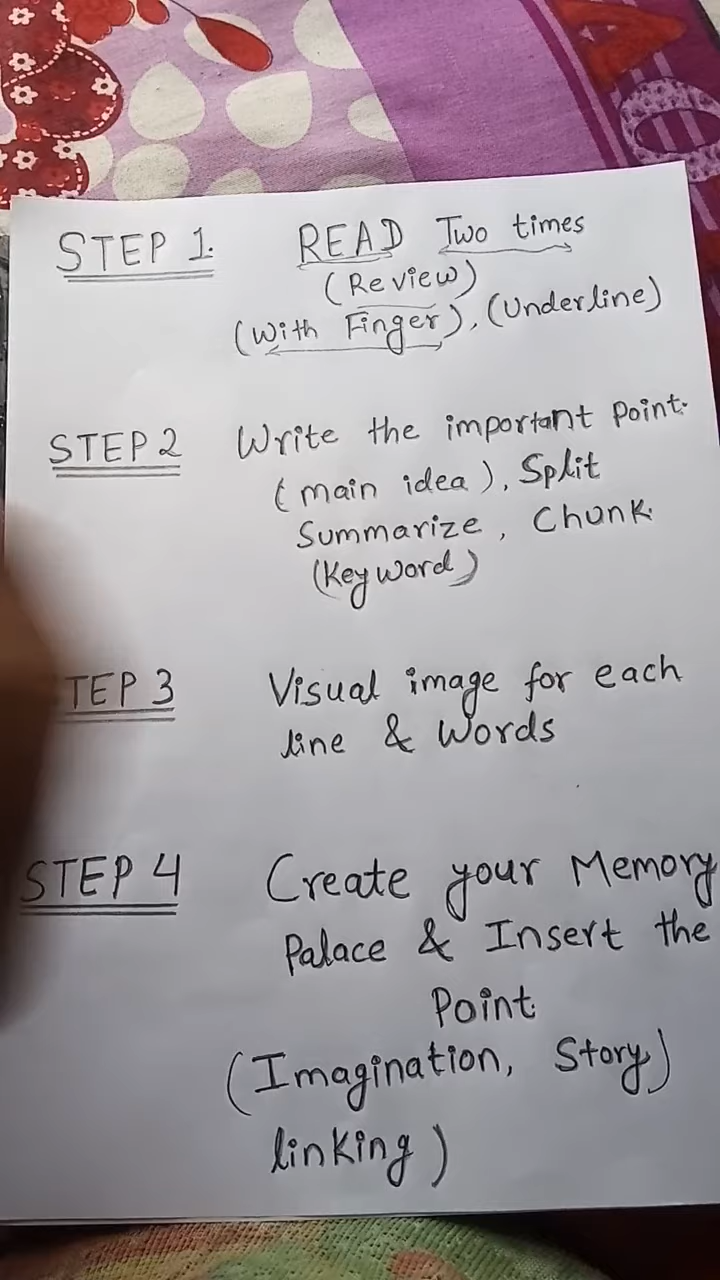 STEP 1. READ Two times
(Review)
(With Finger), (Underline)
STEP 2 Write the important Point.
(main idea), Split
Summarize, Chunk.
(Key word)
TEP 3 Visual image for each
line & Words
STEP 4 Create your Memory
Palace & Insert the
Point.
(Imagination, Story)
linking)